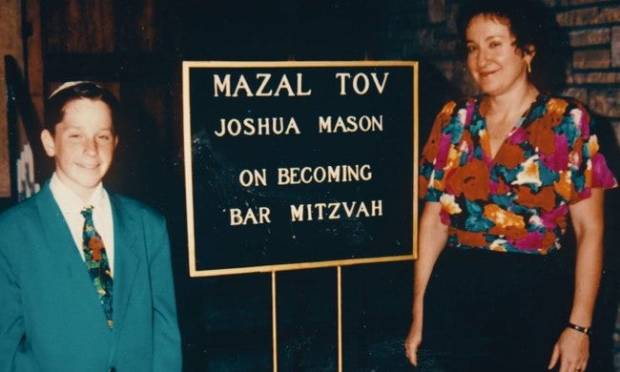 MAZAL TOV
JOSHUA MASON
ON BECOMING
BAR MITZVAH